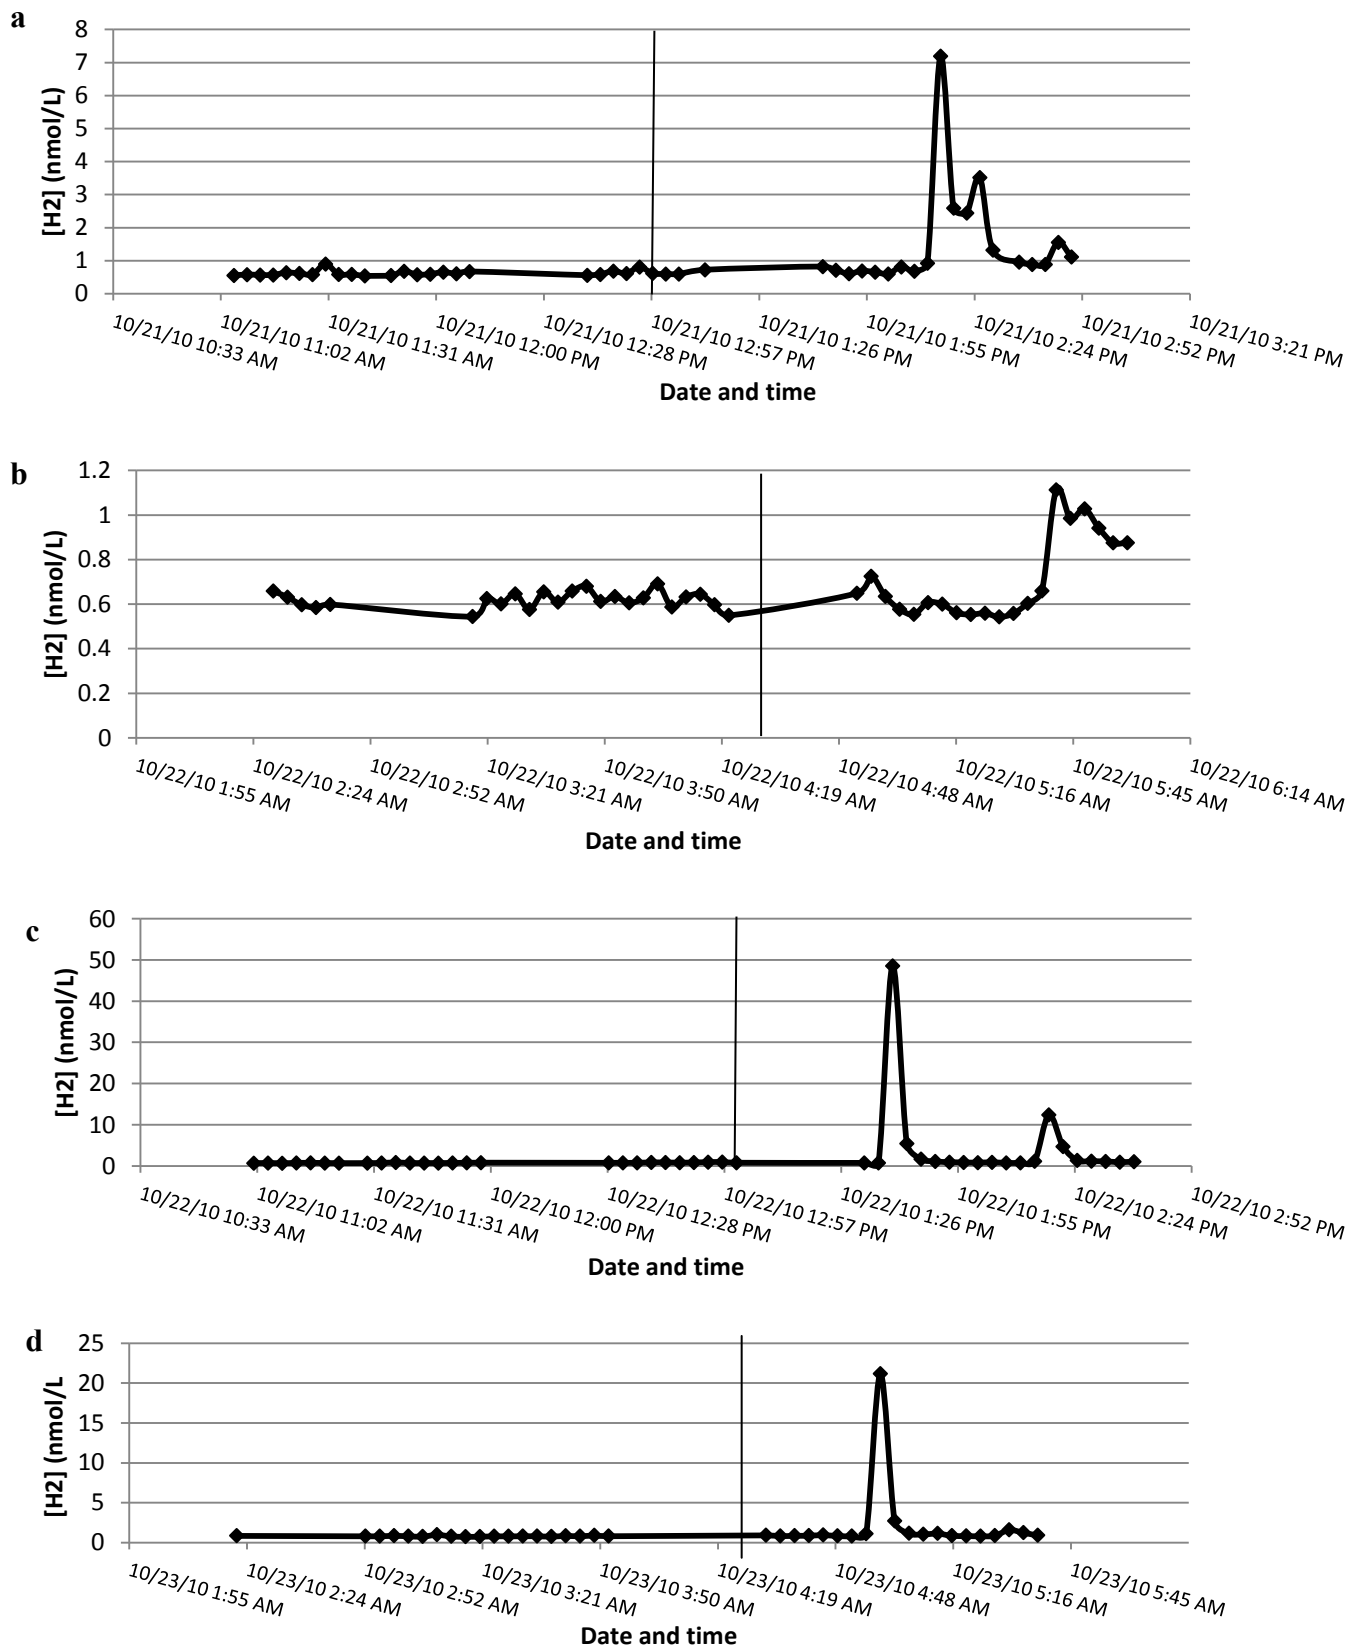 a
8
7
6
5
4
3
2
1
0
[H2] (nmol/L)
10/21/10 10:33 AM
10/21/10 11:02 AM
10/21/10 11:31 AM
10/21/10 12:00 PM
10/21/10 12:28 PM
10/21/10 12:57 PM
10/21/10 1:26 PM
10/21/10 1:55 PM
10/21/10 2:24 PM
10/21/10 2:52 PM
10/21/10 3:21 PM
Date and time
b
1.2
1
0.8
0.6
0.4
0.2
0
[H2] (nmol/L)
10/22/10 1:55 AM
10/22/10 2:24 AM
10/22/10 2:52 AM
10/22/10 3:21 AM
10/22/10 3:50 AM
10/22/10 4:19 AM
10/22/10 4:48 AM
10/22/10 5:16 AM
10/22/10 5:45 AM
10/22/10 6:14 AM
Date and time
c
60
50
40
30
20
10
0
[H2] (nmol/L)
10/22/10 10:33 AM
10/22/10 11:02 AM
10/22/10 11:31 AM
10/22/10 12:00 PM
10/22/10 12:28 PM
10/22/10 12:57 PM
10/22/10 1:26 PM
10/22/10 1:55 PM
10/22/10 2:24 PM
10/22/10 2:52 PM
Date and time
d
25
20
15
10
5
0
[H2] (nmol/L
10/23/10 1:55 AM
10/23/10 2:24 AM
10/23/10 2:52 AM
10/23/10 3:21 AM
10/23/10 3:50 AM
10/23/10 4:19 AM
10/23/10 4:48 AM
10/23/10 5:16 AM
10/23/10 5:45 AM
Date and time